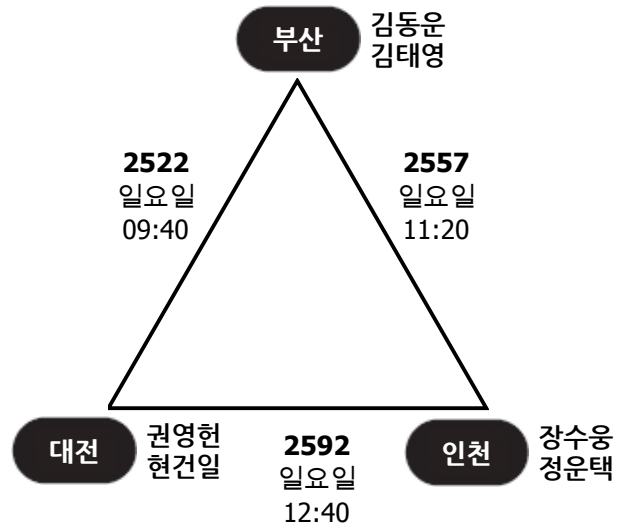 부산
김동운
김태영
2522
일요일
09:40
2557
일요일
11:20
대전
권영헌
현건일
2592
일요일
12:40
인천
장수웅
정운택